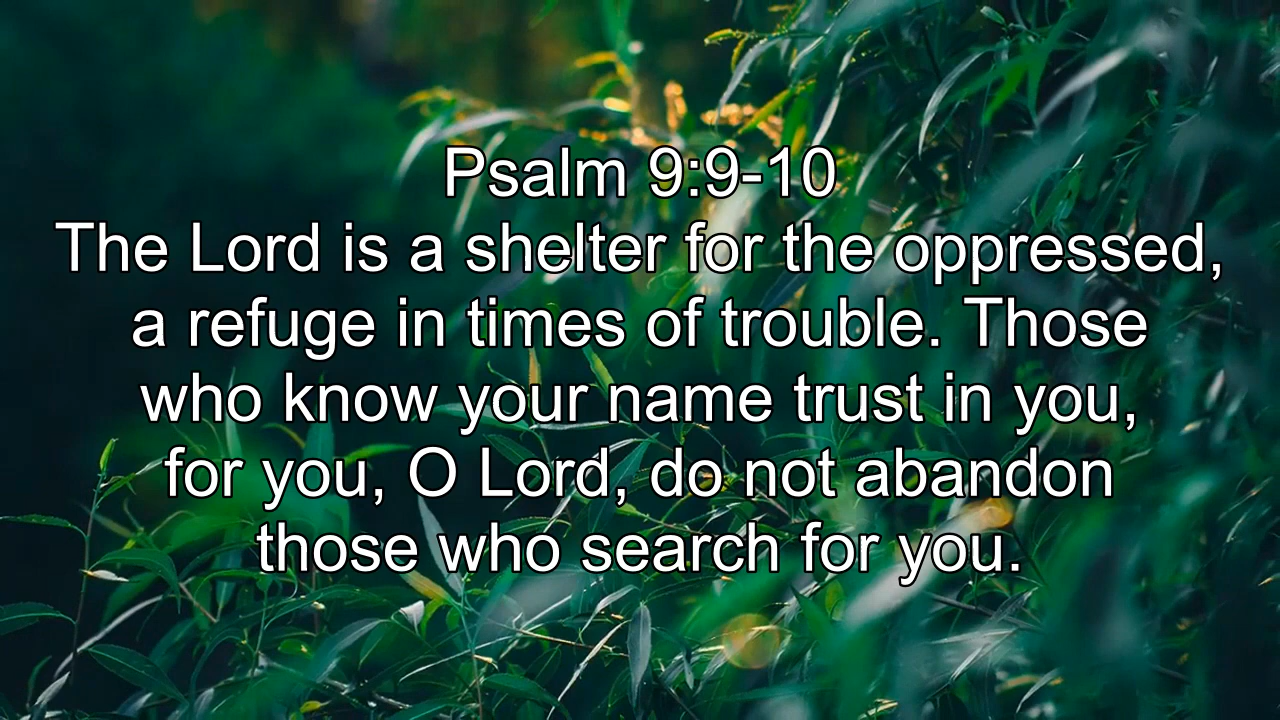 Psalm 9:9-10
The Lord is a shelter for the oppressed,
a refuge in times of trouble. Those
who know your name trust in you,
for you, O Lord, do not abandon
those who search for you.